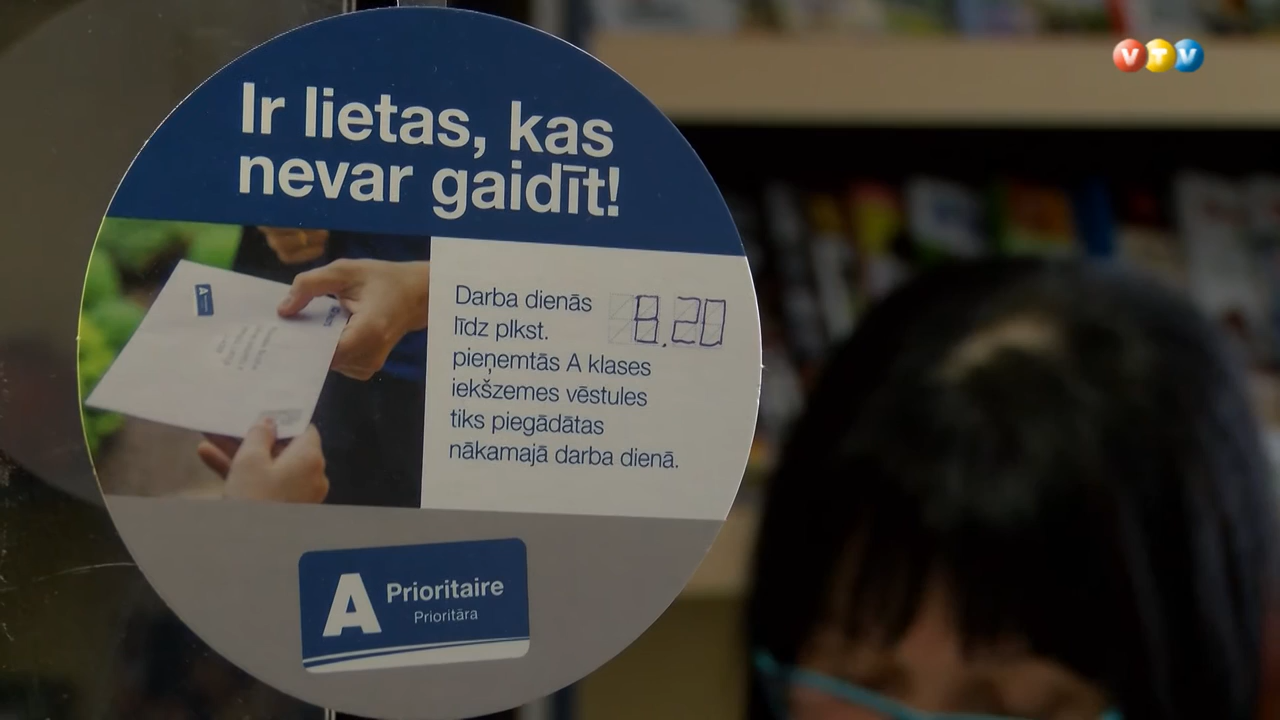 VTV
Ir lietas, kas
nevar gaidīt!
Darba dienās 8.20
līdz plkst.
pieņemtās A klases
iekšzemes vēstules
tiks piegādātas
nākamajā darba dienā.
A Prioritaire
Prioritāra